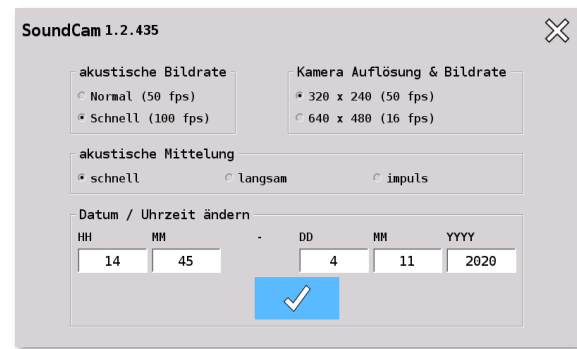 SoundCam 1.2.435
akustische Bildrate
Normal (50 fps)
Schnell (100 fps)
Kamera Auflösung & Bildrate
320 x 240 (50 fps)
640 x 480 (16 fps)
akustische Mittelung
schnell langsam impuls
Datum / Uhrzeit ändern
HH MM - DD MM YYYY
14 45 4 11 2020